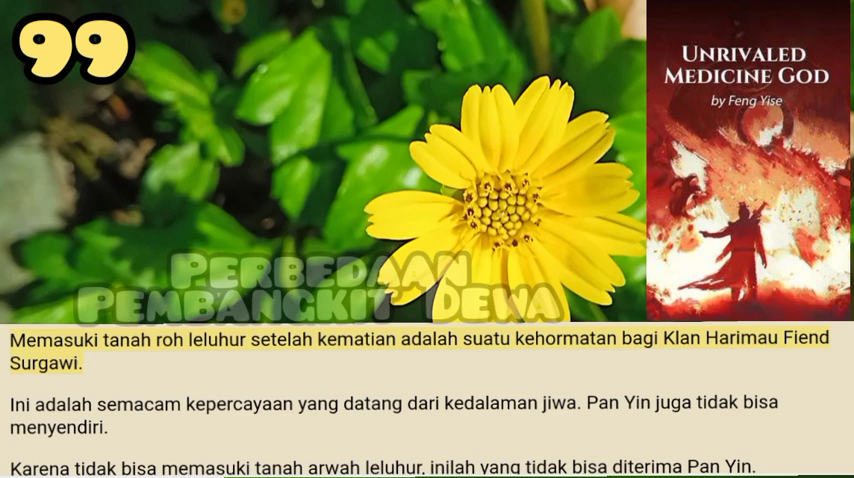 99
UNRIVALED
MEDICINE GOD
by Feng Yise
PERBEDAAN
PEMBANGKIT DEWA
Memasuki tanah roh leluhur setelah kematian adalah suatu kehormatan bagi Klan Harimau Fiend
Surgawi.
Ini adalah semacam kepercayaan yang datang dari kedalaman jiwa. Pan Yin juga tidak bisa
menyendiri.
Karena tidak bisa memasuki tanah arwah leluhur, inilah yang tidak bisa diterima Pan Yin.